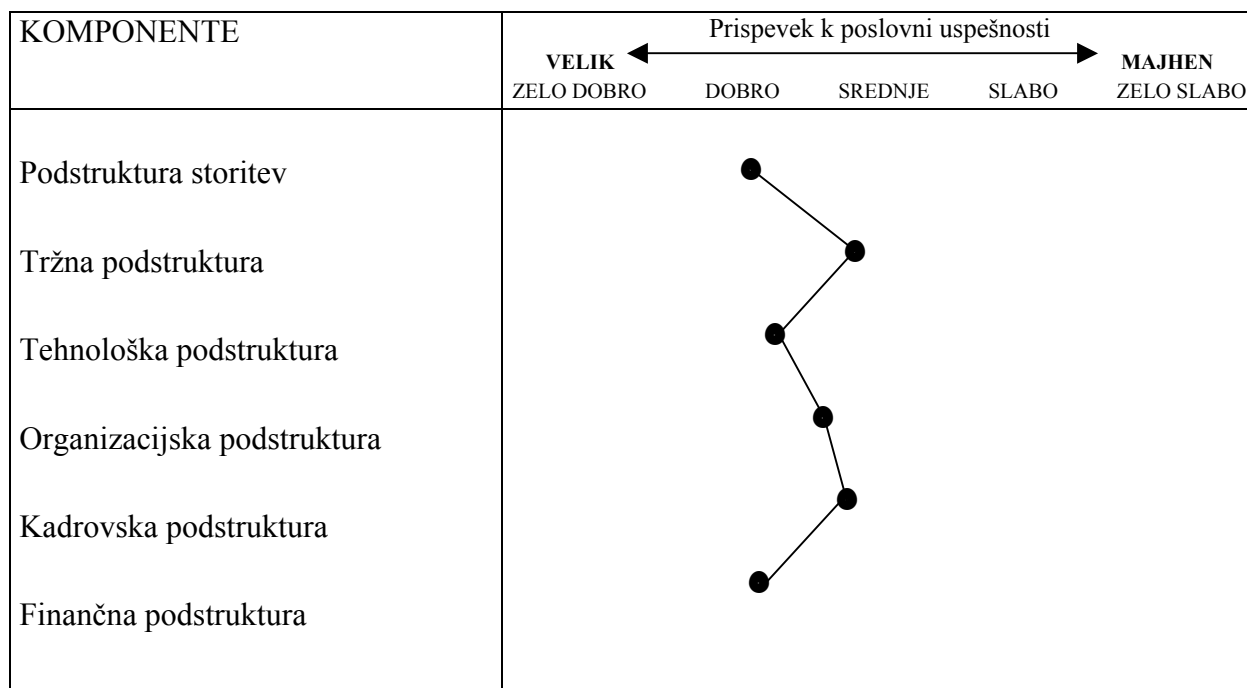 KOMPONENTE
Prispevek k poslovni uspešnosti
VELIK MAJHEN
ZELO DOBRO DOBRO SREDNJE SLABO ZELO SLABO
Podstruktura storitev
Tržna podstruktura
Tehnološka podstruktura
Organizacijska podstruktura
Kadrovska podstruktura
Finančna podstruktura